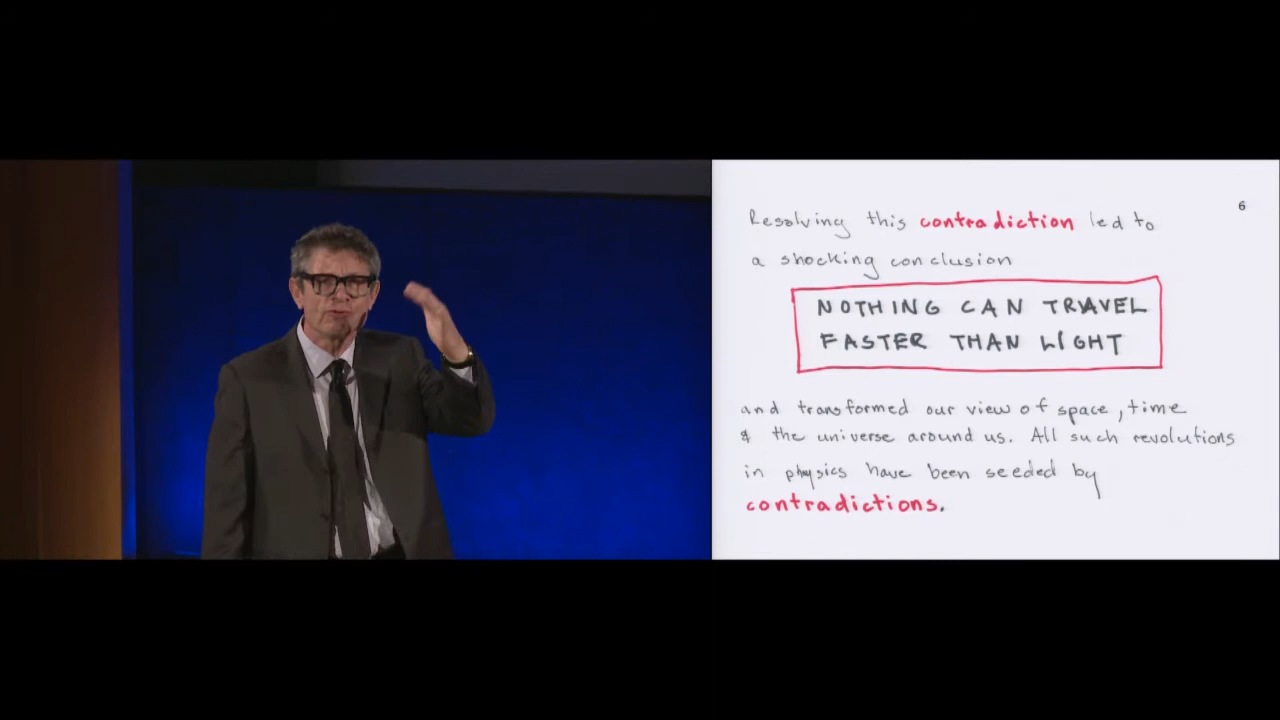 6
Resolving this contradiction led to
a shocking conclusion
NOTHING CAN TRAVEL
FASTER THAN LIGHT
and transformed our view of space, time
& the universe around us. All such revolutions
in physics have been seeded by
contradictions.